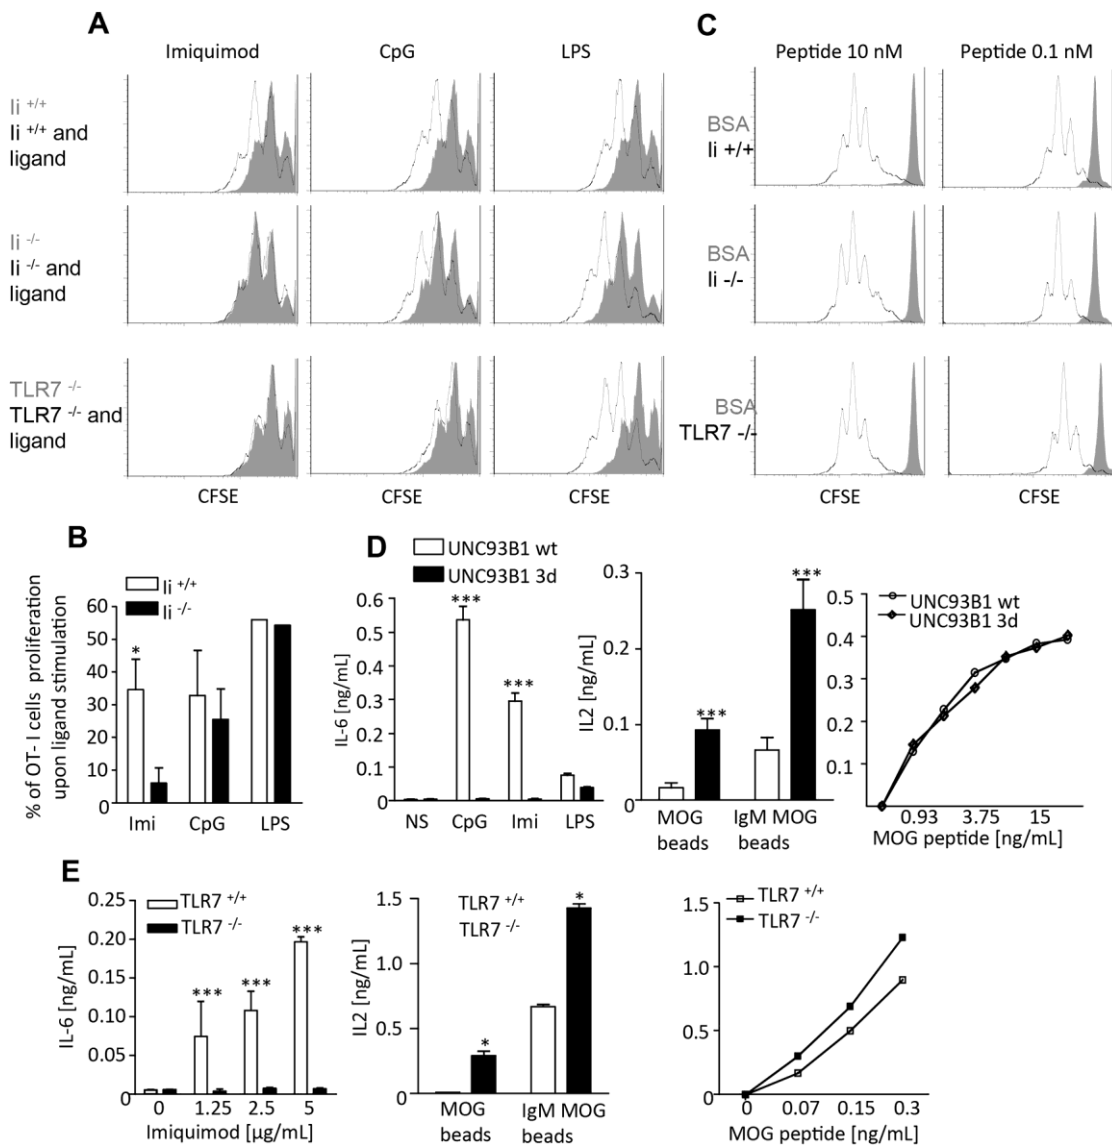 A
Imiquimod
CpG
LPS
Ii +/+
Ii +/+ and
ligand
Ii -/-
Ii -/- and
ligand
TLR7 -/-
TLR7 -/- and
ligand
CFSE
CFSE
CFSE
C
Peptide 10 nM
Peptide 0.1 nM
BSA
Ii +/+
BSA
Ii -/-
BSA
TLR7 -/-
CFSE
CFSE
B
Ii +/+
Ii -/-
% of OT- I cells proliferation
upon ligand stimulation
60
50
40
30
20
10
0
*
Imi
CpG
LPS
D
UNC93B1 wt
UNC93B1 3d
IL-6 [ng/mL]
0.6
0.5
0.4
0.3
0.2
0.1
0
***
***
NS
CpG
Imi
LPS
IL2 [ng/mL]
0.3
0.2
0.1
0
***
***
MOG
beads
IgM MOG
beads
UNC93B1 wt
UNC93B1 3d
0.5
0.4
0.3
0.2
0.1
0
0.93
3.75
15
MOG peptide [ng/mL]
E
TLR7 +/+
TLR7 -/-
IL-6 [ng/mL]
0.25
0.20
0.15
0.10
0.05
0
***
***
***
0
1.25
2.5
5
Imiquimod [µg/mL]
IL2 [ng/mL]
1.5
1.0
0.5
0
TLR7 +/+
TLR7 -/-
*
*
MOG
beads
IgM MOG
beads
TLR7 +/+
TLR7 -/-
1.5
1.0
0.5
0
0
0.07
0.15
0.3
MOG peptide [ng/mL]